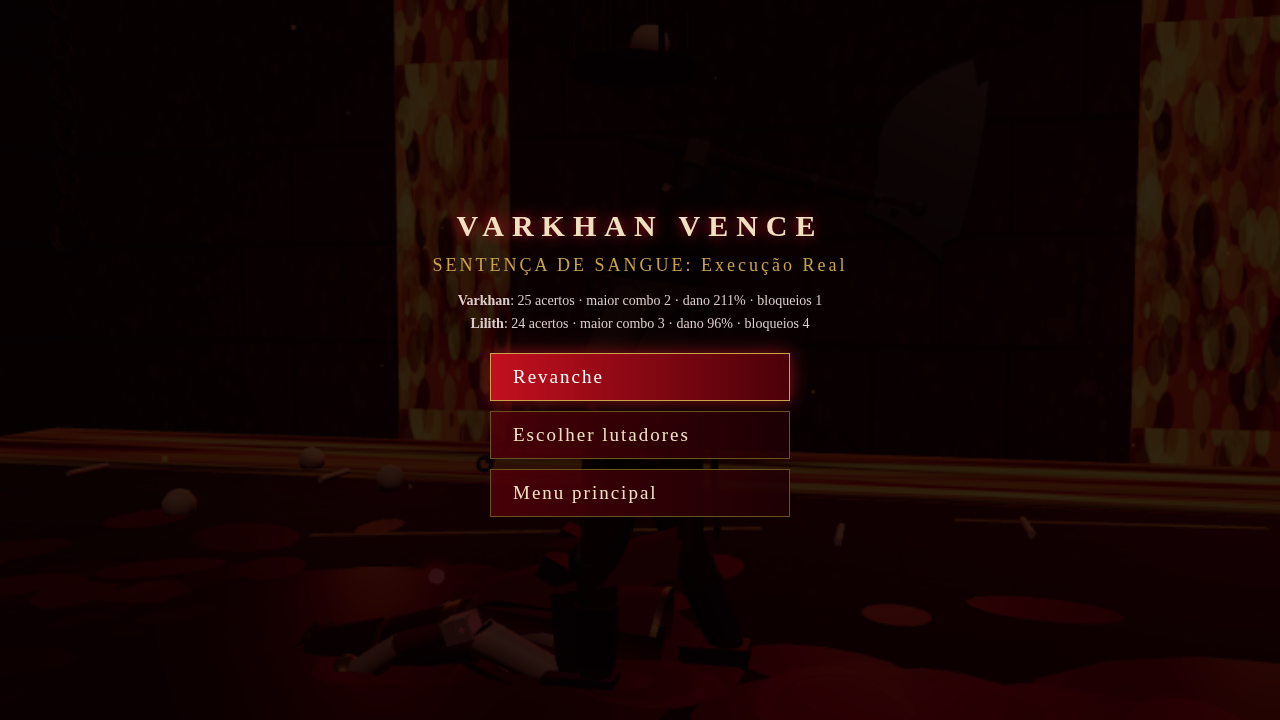 VARKHAN VENCE
SENTENÇA DE SANGUE: Execução Real
Varkhan: 25 acertos · maior combo 2 · dano 211% · bloqueios 1
Lilith: 24 acertos · maior combo 3 · dano 96% · bloqueios 4
Revanche
Escolher lutadores
Menu principal